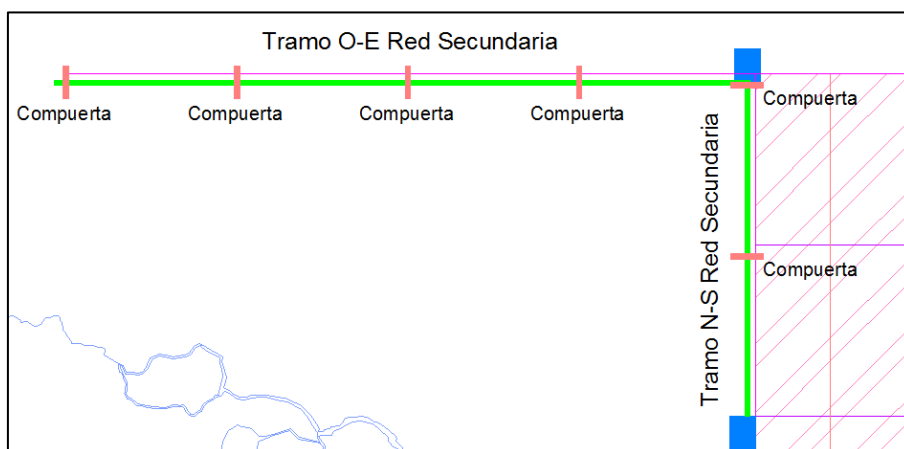 Tramo O-E Red Secundaria
Compuerta
Compuerta
Compuerta
Compuerta
Compuerta
Tramo N-S Red Secundaria
Compuerta